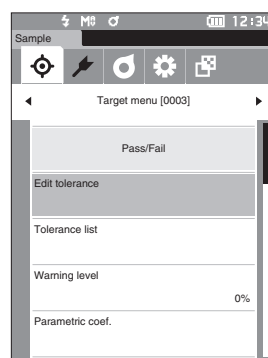 M 12:34
Sample
Target menu [0003]
Pass/Fail
Edit tolerance
Tolerance list
Warning level
0%
Parametric coef.